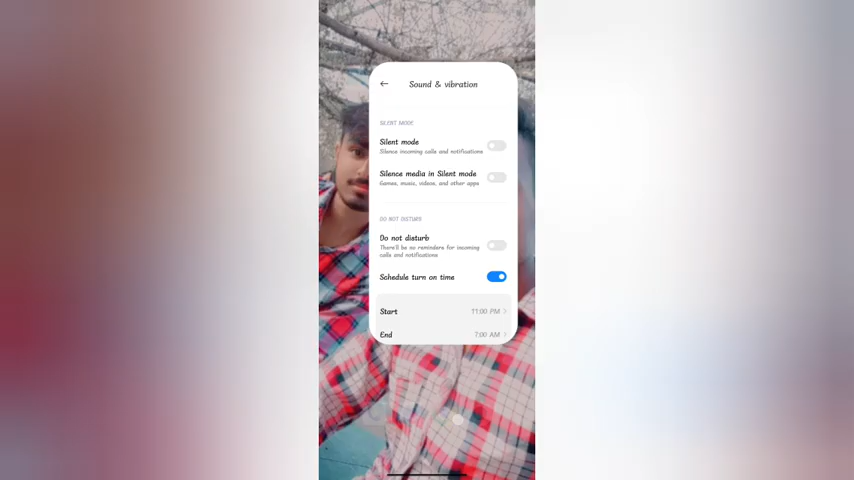 Sound & vibration
SILENT MODE
Silent mode
Silence incoming calls and notifications
Silence media in Silent mode
Games, music, videos, and other apps
DO NOT DISTURB
Do not disturb
There'll be no reminders for incoming
calls and notifications
Schedule turn on time
Start 11:00 PM
End 7:00 AM